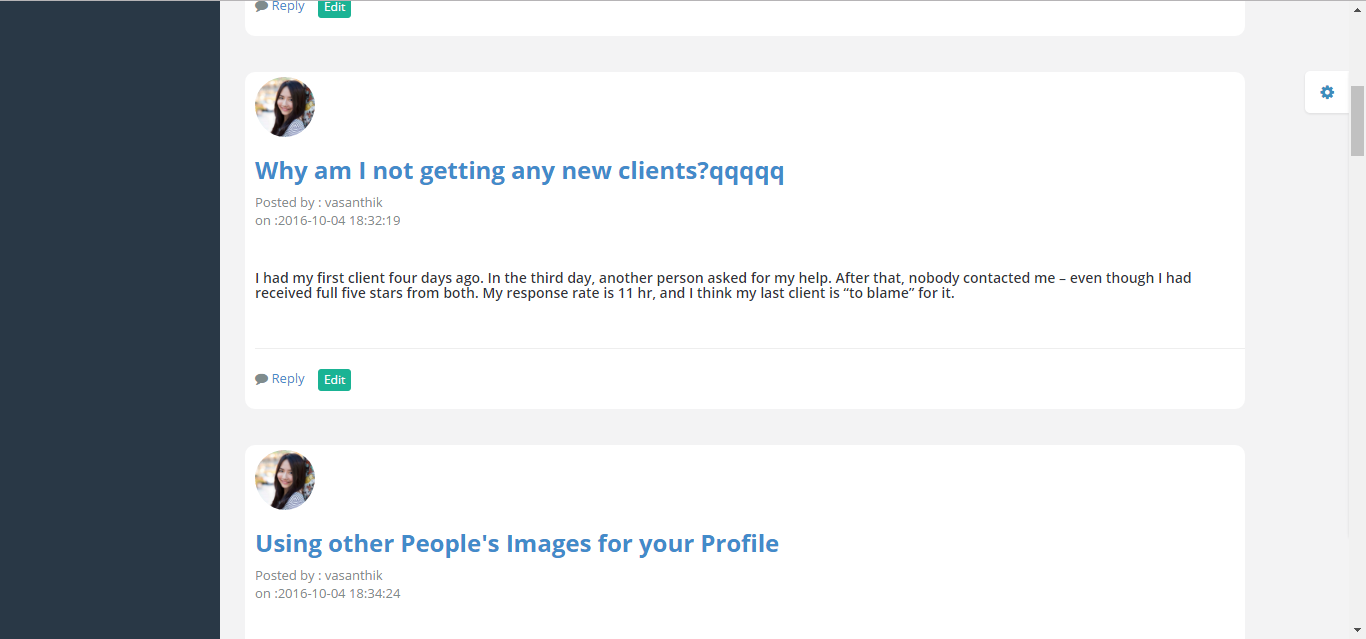 Reply Edit
Why am I not getting any new clients?qqqqq
Posted by : vasanthik
on :2016-10-04 18:32:19
I had my first client four days ago. In the third day, another person asked for my help. After that, nobody contacted me – even though I had
received full five stars from both. My response rate is 11 hr, and I think my last client is “to blame” for it.
Reply Edit
Using other People's Images for your Profile
Posted by : vasanthik
on :2016-10-04 18:34:24